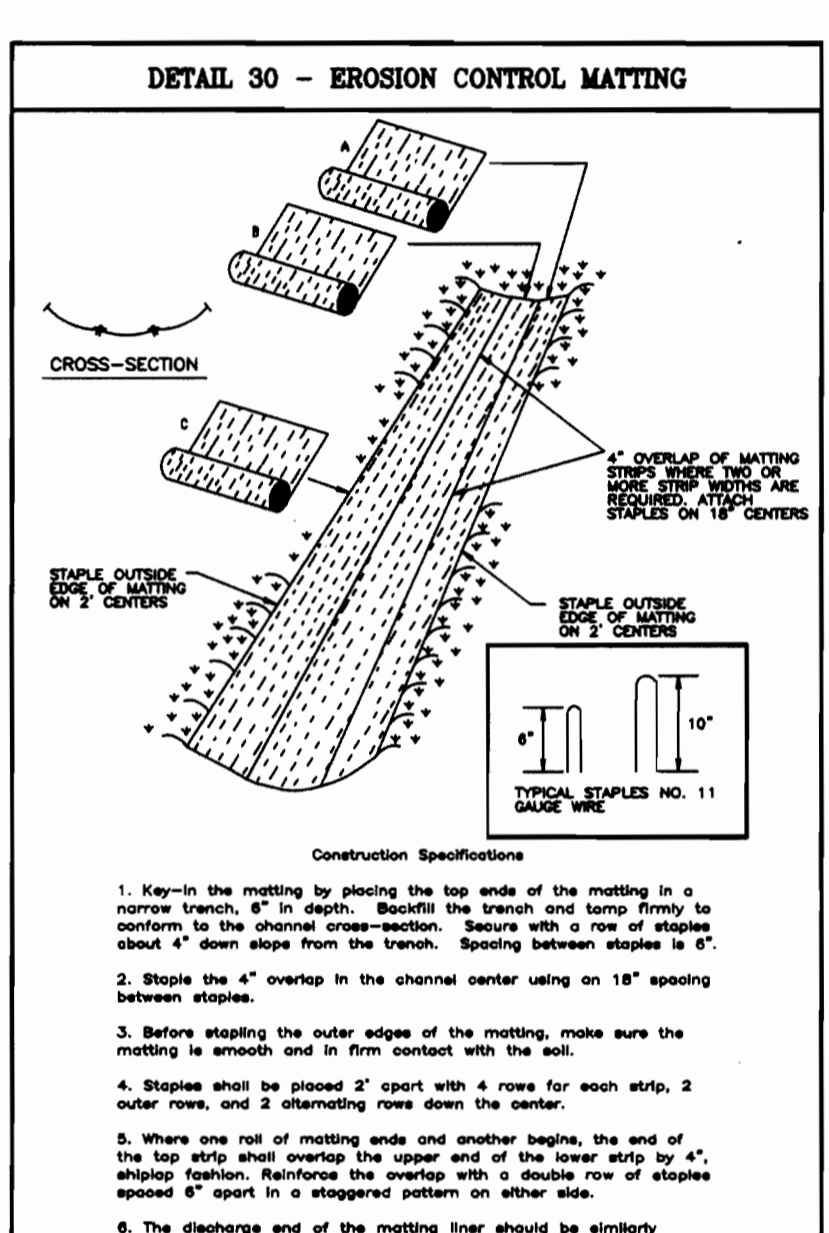 DETAIL 30 - EROSION CONTROL MATTING
A
B
CROSS-SECTION
C
4" OVERLAP OF MATTING
STRIPS WHERE TWO OR
MORE STRIP WIDTHS ARE
REQUIRED. ATTACH
STAPLES ON 18" CENTERS
STAPLE OUTSIDE
EDGE OF MATTING
ON 2' CENTERS
STAPLE OUTSIDE
EDGE OF MATTING
ON 2' CENTERS
6"
10"
TYPICAL STAPLES NO. 11
GAUGE WIRE
Construction Specifications
1. Key-in the matting by placing the top ends of the matting in a
narrow trench, 6" in depth. Backfill the trench and tamp firmly to
conform to the channel cross-section. Secure with a row of staples
about 4" down slope from the trench. Spacing between staples is 6".
2. Staple the 4" overlap in the channel center using an 18" spacing
between staples.
3. Before stapling the outer edges of the matting, make sure the
matting is smooth and in firm contact with the soil.
4. Staples shall be placed 2' apart with 4 rows for each strip, 2
outer rows, and 2 alternating rows down the center.
5. Where one roll of matting ends and another begins, the end of
the top strip shall overlap the upper end of the lower strip by 4",
shiplap fashion. Reinforce the overlap with a double row of staples
spaced 6" apart in a staggered pattern on either side.
6. The discharge end of the matting liner should be similarly